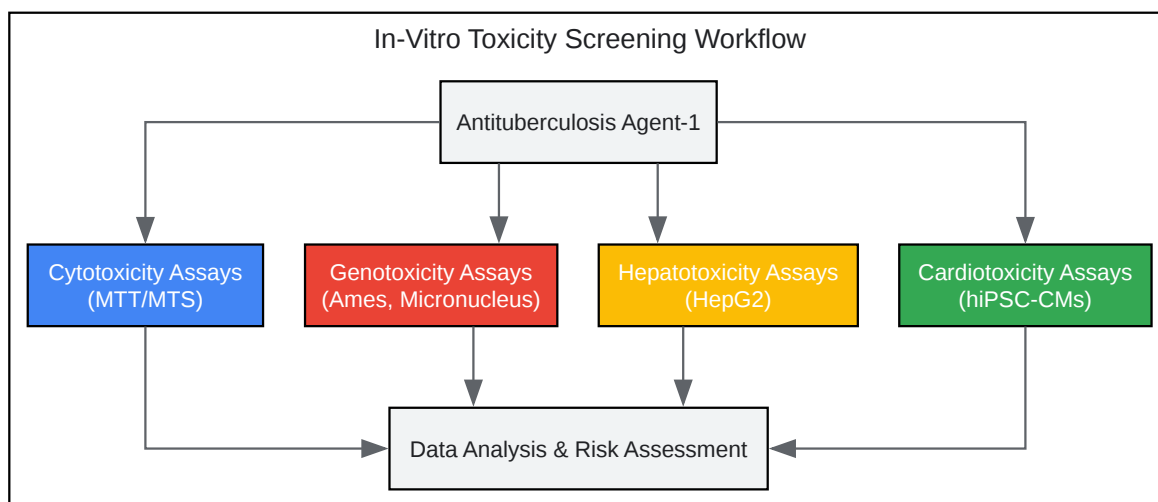 In-Vitro Toxicity Screening Workflow
Antituberculosis Agent-1
Cytotoxicity Assays
(MTT/MTS)
Genotoxicity Assays
(Ames, Micronucleus)
Hepatotoxicity Assays
(HepG2)
Cardiotoxicity Assays
(hiPSC-CMs)
Data Analysis & Risk Assessment